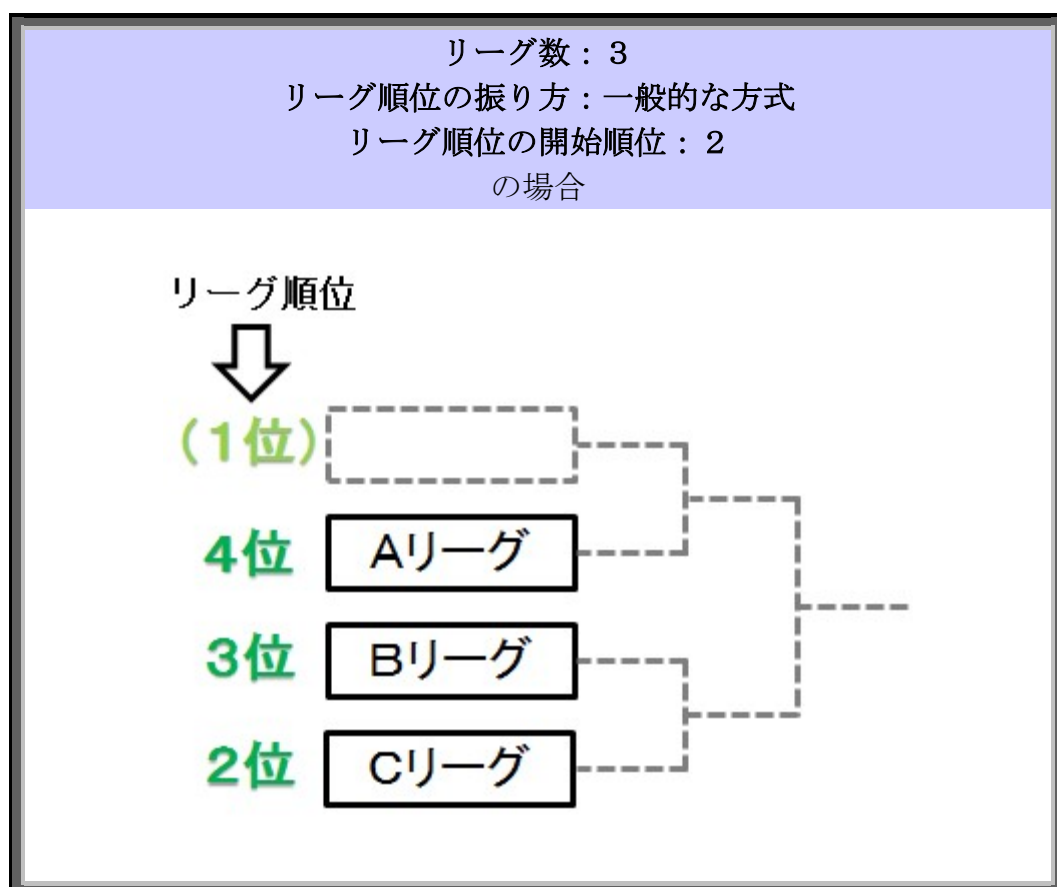 リーグ数：３
リーグ順位の振り方：一般的な方式
リーグ順位の開始順位：２
の場合
リーグ順位
（1位）
4位 Aリーグ
3位 Bリーグ
2位 Cリーグ